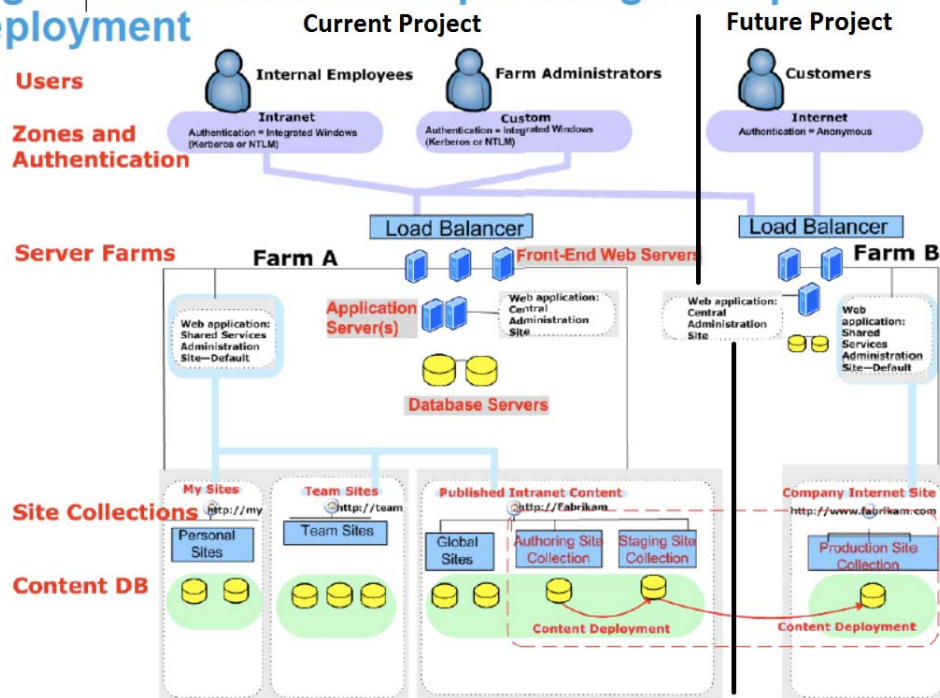 eployment
Current Project
Future Project
Users
Internal Employees
Farm Administrators
Customers
Zones and
Authentication
Intranet
Authentication = Integrated Windows
(Kerberos or NTLM)
Custom
Authentication = Integrated Windows
(Kerberos or NTLM)
Internet
Authentication = Anonymous
Load Balancer
Load Balancer
Server Farms
Farm A
Front-End Web Servers
Farm B
Application
Server(s)
Web application:
Shared Services
Administration
Site—Default
Web application:
Central
Administration
Site
Web application:
Central
Administration
Site
Web
application:
Shared
Services
Administration
Site—Default
Database Servers
Site Collections
My Sites
http://my
Personal
Sites
Team Sites
http://team
Team Sites
Published Intranet Content
http://Fabrikam
Global
Sites
Authoring Site
Collection
Staging Site
Collection
Company Internet Site
http://www.fabrikam.com
Production Site
Collection
Content DB
Content Deployment
Content Deployment